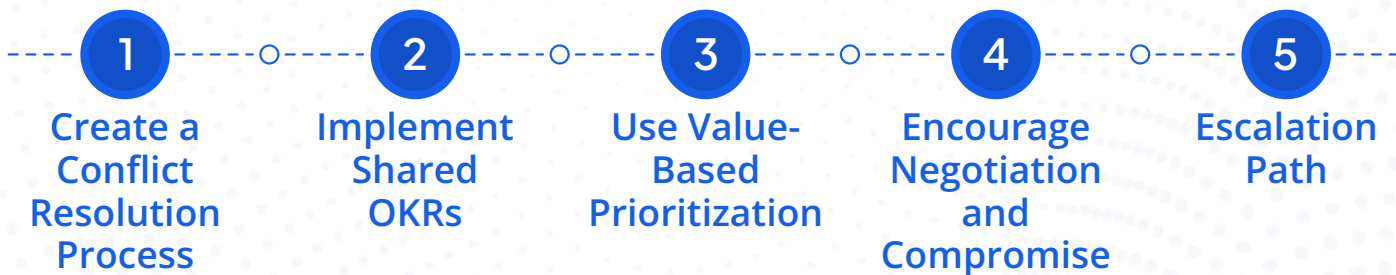 1
Create a
Conflict
Resolution
Process
2
Implement
Shared
OKRs
3
Use Value-
Based
Prioritization
4
Encourage
Negotiation
and
Compromise
5
Escalation
Path